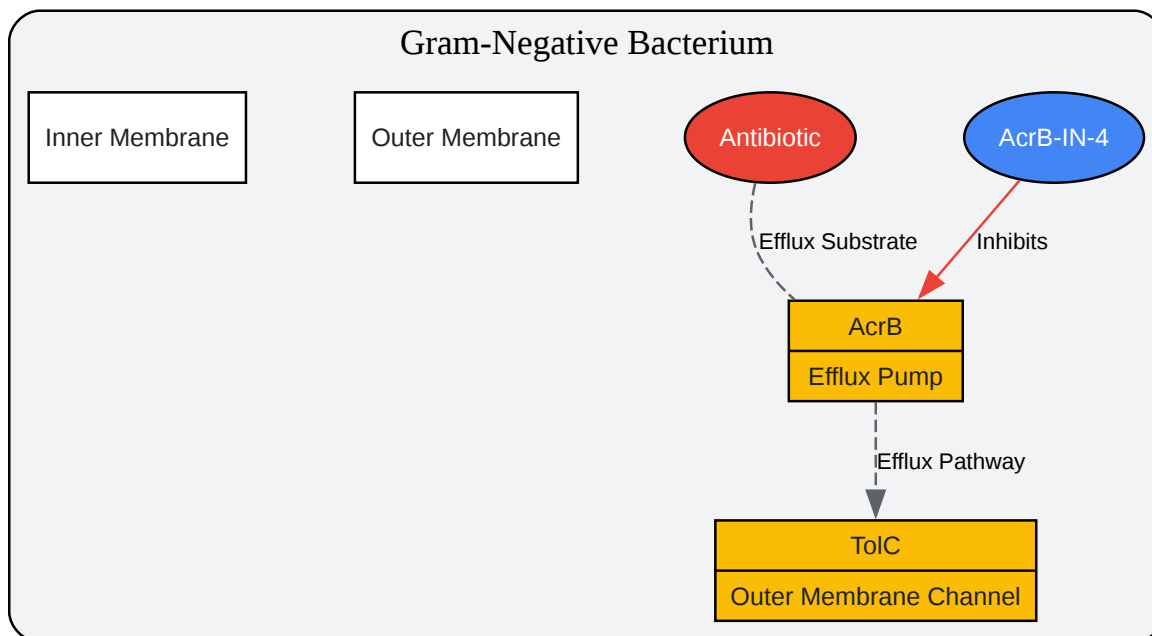 Gram-Negative Bacterium
Inner Membrane
Outer Membrane
Antibiotic
AcrB-IN-4
Efflux Substrate
Inhibits
AcrB
Efflux Pump
Efflux Pathway
TolC
Outer Membrane Channel